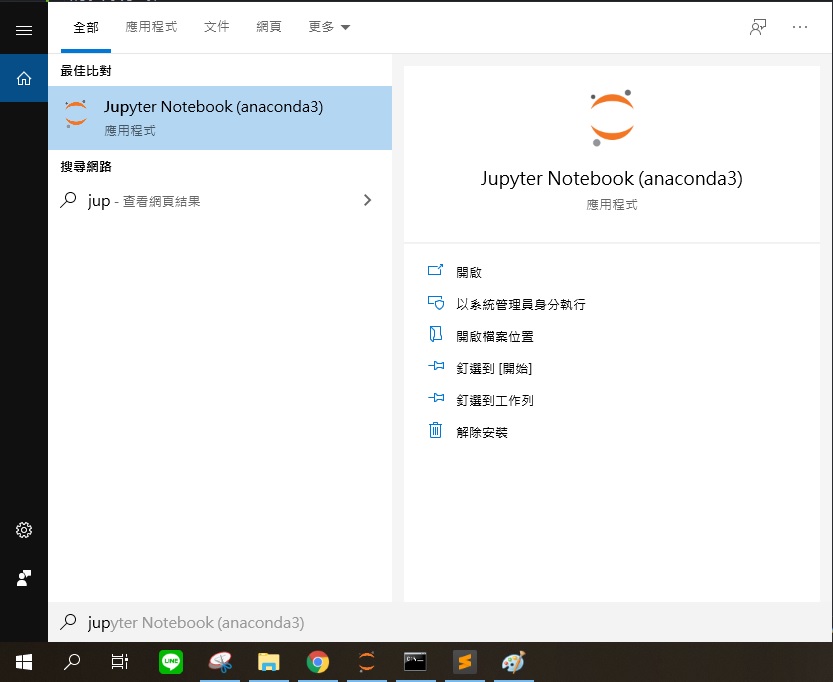 全部 應用程式 文件 網頁 更多
最佳比對
Jupyter Notebook (anaconda3)
應用程式
搜尋網路
jup - 查看網頁結果
Jupyter Notebook (anaconda3)
應用程式
開啟
以系統管理員身分執行
開啟檔案位置
釘選到 [開始]
釘選到工作列
解除安裝
jupyter Notebook (anaconda3)
LINE